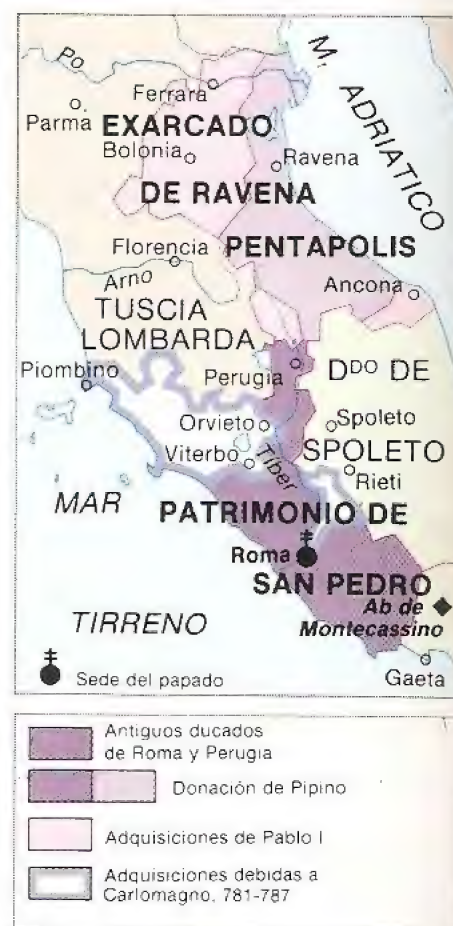 Po
M. ADRIATICO
Ferrara
Parma
EXARCADO
Bolonia
Ravena
DE RAVENA
Florencia
PENTAPOLIS
Arno
Ancona
TUSCIA
LOMBARDA
Piombino
Perugia
DDO DE
Orvieto
Spoleto
Viterbo
Tiber
SPOLETO
Rieti
MAR
PATRIMONIO DE
Roma
SAN PEDRO
Ab de
Montecassino
TIRRENO
Gaeta
Sede del papado
Antiguos ducados
de Roma y Perugia
Donación de Pipino
Adquisiciones de Pablo I
Adquisiciones debidas a
Carlomagno, 781-787